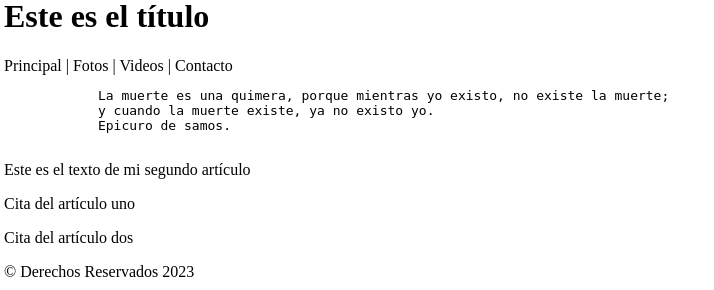 Este es el título
Principal | Fotos | Videos | Contacto
La muerte es una quimera, porque mientras yo existo, no existe la muerte;
y cuando la muerte existe, ya no existo yo.
Epicuro de samos.
Este es el texto de mi segundo artículo
Cita del artículo uno
Cita del artículo dos
© Derechos Reservados 2023